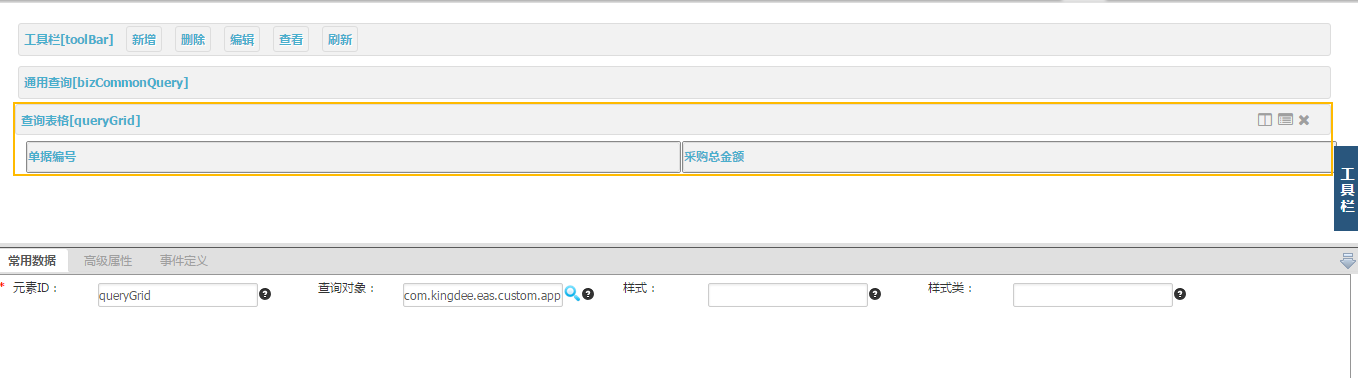 工具栏[toolBar] 新增 删除 编辑 查看 刷新
通用查询[bizCommonQuery]
查询表格[queryGrid]
单据编号 采购总金额
工具栏
常用数据 高级属性 事件定义
* 元素ID： queryGrid 查询对象： com.kingdee.eas.custom.app 样式： 样式类：